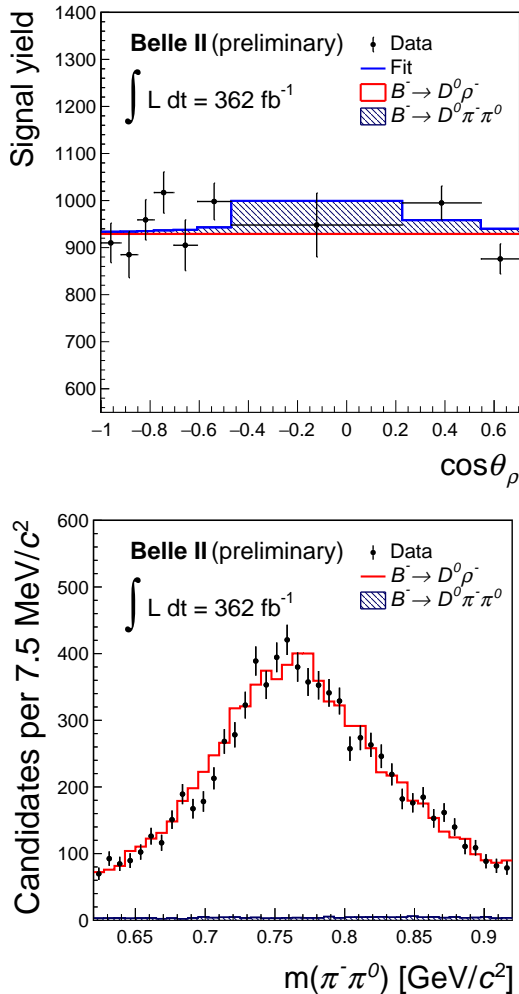 1400
1300
1200
1100
1000
900
800
700
600
Signal yield
Belle II (preliminary)
∫ L dt = 362 fb⁻¹
Data
Fit
B⁻ → D⁰ρ⁻
B⁻ → D⁰π⁻π⁰
−1 −0.8 −0.6 −0.4 −0.2 0 0.2 0.4 0.6
cosθρ
600
500
400
300
200
100
0
Candidates per 7.5 MeV/c²
Belle II (preliminary)
∫ L dt = 362 fb⁻¹
Data
B⁻ → D⁰ρ⁻
B⁻ → D⁰π⁻π⁰
0.65 0.7 0.75 0.8 0.85 0.9
m(π⁻π⁰) [GeV/c²]